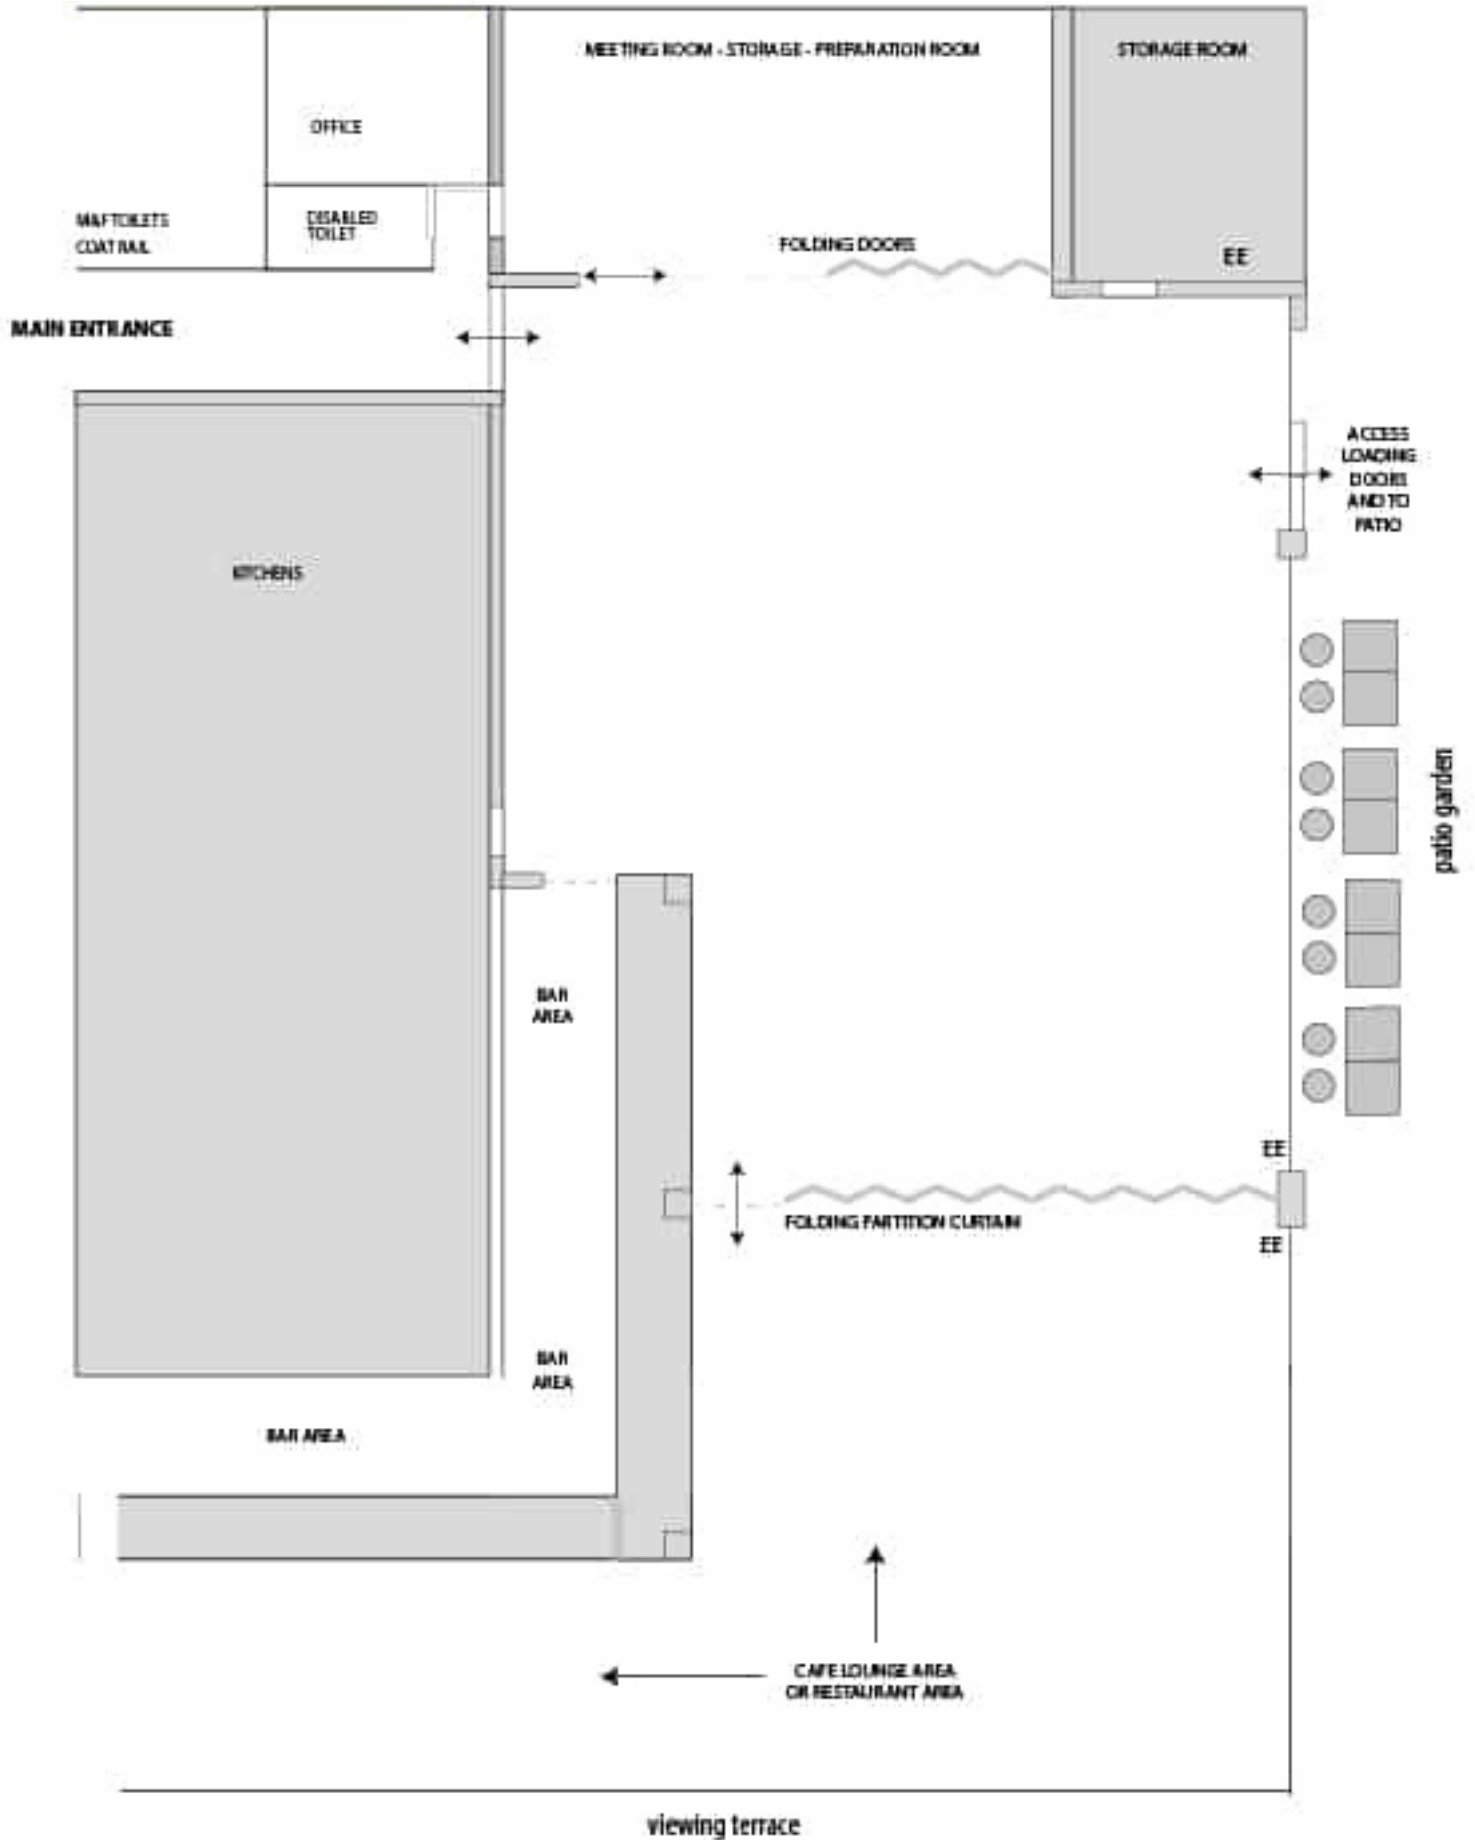 MEETING ROOM - STORAGE - PREPARATION ROOM
STORAGE ROOM
OFFICE
M&F TOILETS
COAT RAIL
DISABLED
TOILET
FOLDING DOORS
EE
MAIN ENTRANCE
ACCESS
LOADING
DOORS
AND TO
PATIO
KITCHENS
patio garden
BAR
AREA
EE
FOLDING PARTITION CURTAIN
EE
BAR
AREA
BAR AREA
CAFE LOUNGE AREA
OR RESTAURANT AREA
viewing terrace